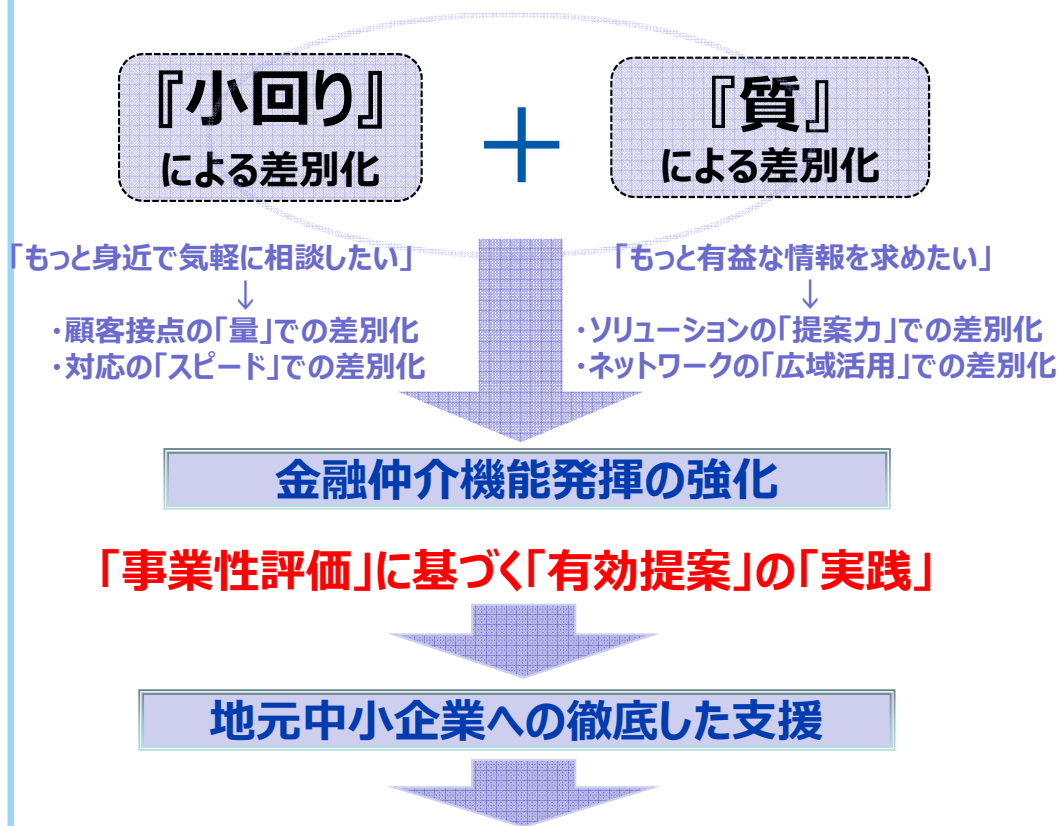 『小回り』
による差別化
＋
『質』
による差別化
「もっと身近で気軽に相談したい」
↓
・顧客接点の「量」での差別化
・対応の「スピード」での差別化
「もっと有益な情報を求めたい」
↓
・ソリューションの「提案力」での差別化
・ネットワークの「広域活用」での差別化
金融仲介機能発揮の強化
「事業性評価」に基づく「有効提案」の「実践」
地元中小企業への徹底した支援